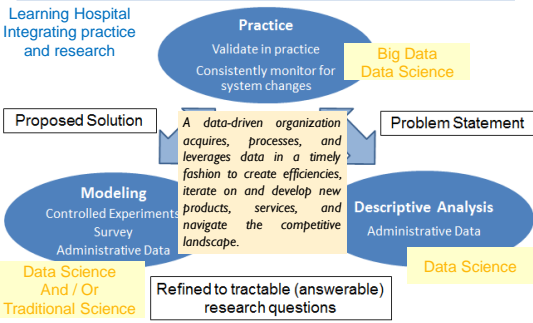 Learning Hospital
Integrating practice
and research
Practice
Validate in practice
Consistently monitor for
system changes
Big Data
Data Science
Proposed Solution
Problem Statement
A data-driven organization
acquires, processes, and
leverages data in a timely
fashion to create efficiencies,
iterate on and develop new
products, services, and
navigate the competitive
landscape.
Modeling
Controlled Experiments
Survey
Administrative Data
Descriptive Analysis
Administrative Data
Data Science
And / Or
Traditional Science
Data Science
Refined to tractable (answerable)
research questions